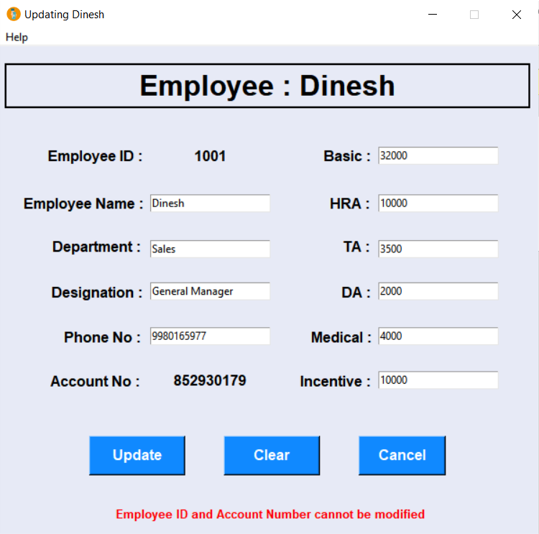 Updating Dinesh
Help
Employee : Dinesh
Employee ID : 1001 Basic : 32000
Employee Name : Dinesh HRA : 10000
Department : Sales TA : 3500
Designation : General Manager DA : 2000
Phone No : 9980165977 Medical : 4000
Account No : 852930179 Incentive : 10000
Update Clear Cancel
Employee ID and Account Number cannot be modified